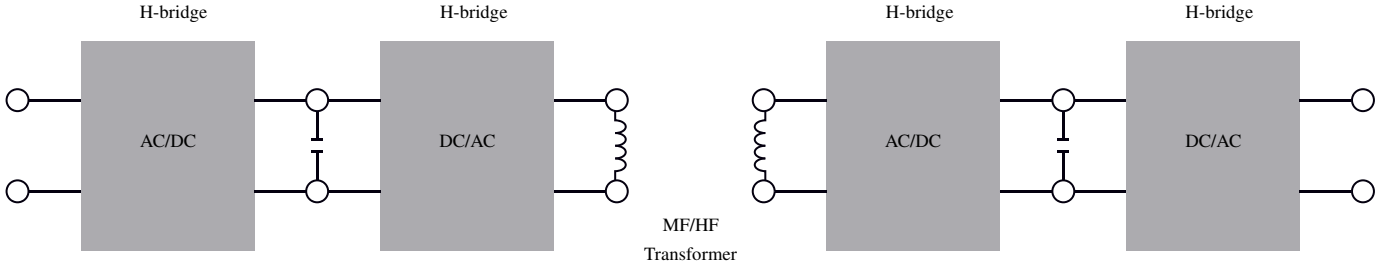 H-bridge
H-bridge
H-bridge
H-bridge
AC/DC
DC/AC
AC/DC
DC/AC
MF/HF
Transformer